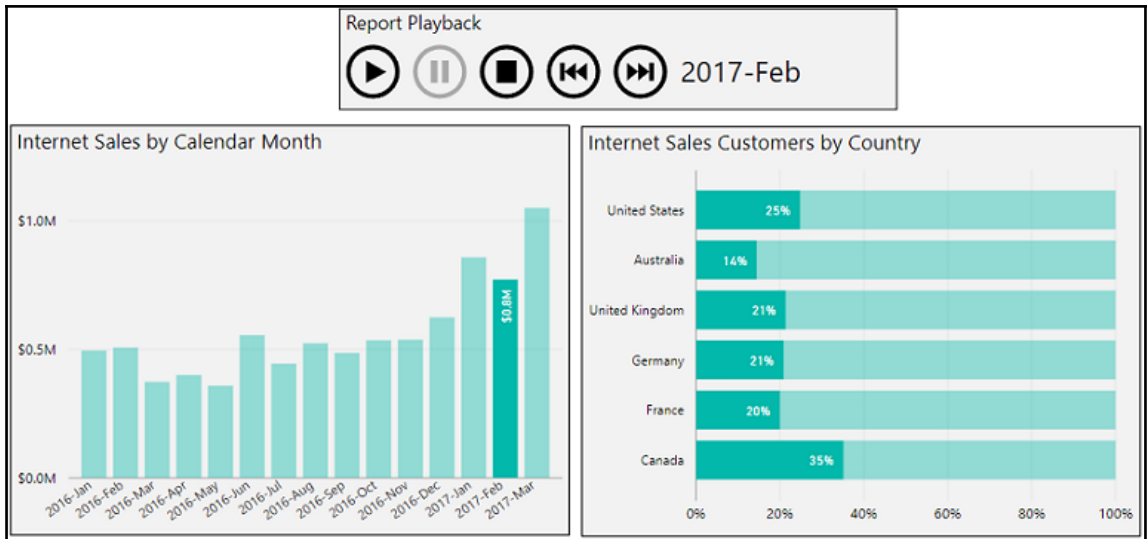 Report Playback
2017-Feb
Internet Sales by Calendar Month
$1.0M
$0.5M
$0.0M
$0.8M
2016-Jan
2016-Feb
2016-Mar
2016-Apr
2016-May
2016-Jun
2016-Jul
2016-Aug
2016-Sep
2016-Oct
2016-Nov
2016-Dec
2017-Jan
2017-Feb
2017-Mar
Internet Sales Customers by Country
United States 25%
Australia 14%
United Kingdom 21%
Germany 21%
France 20%
Canada 35%
0% 20% 40% 60% 80% 100%